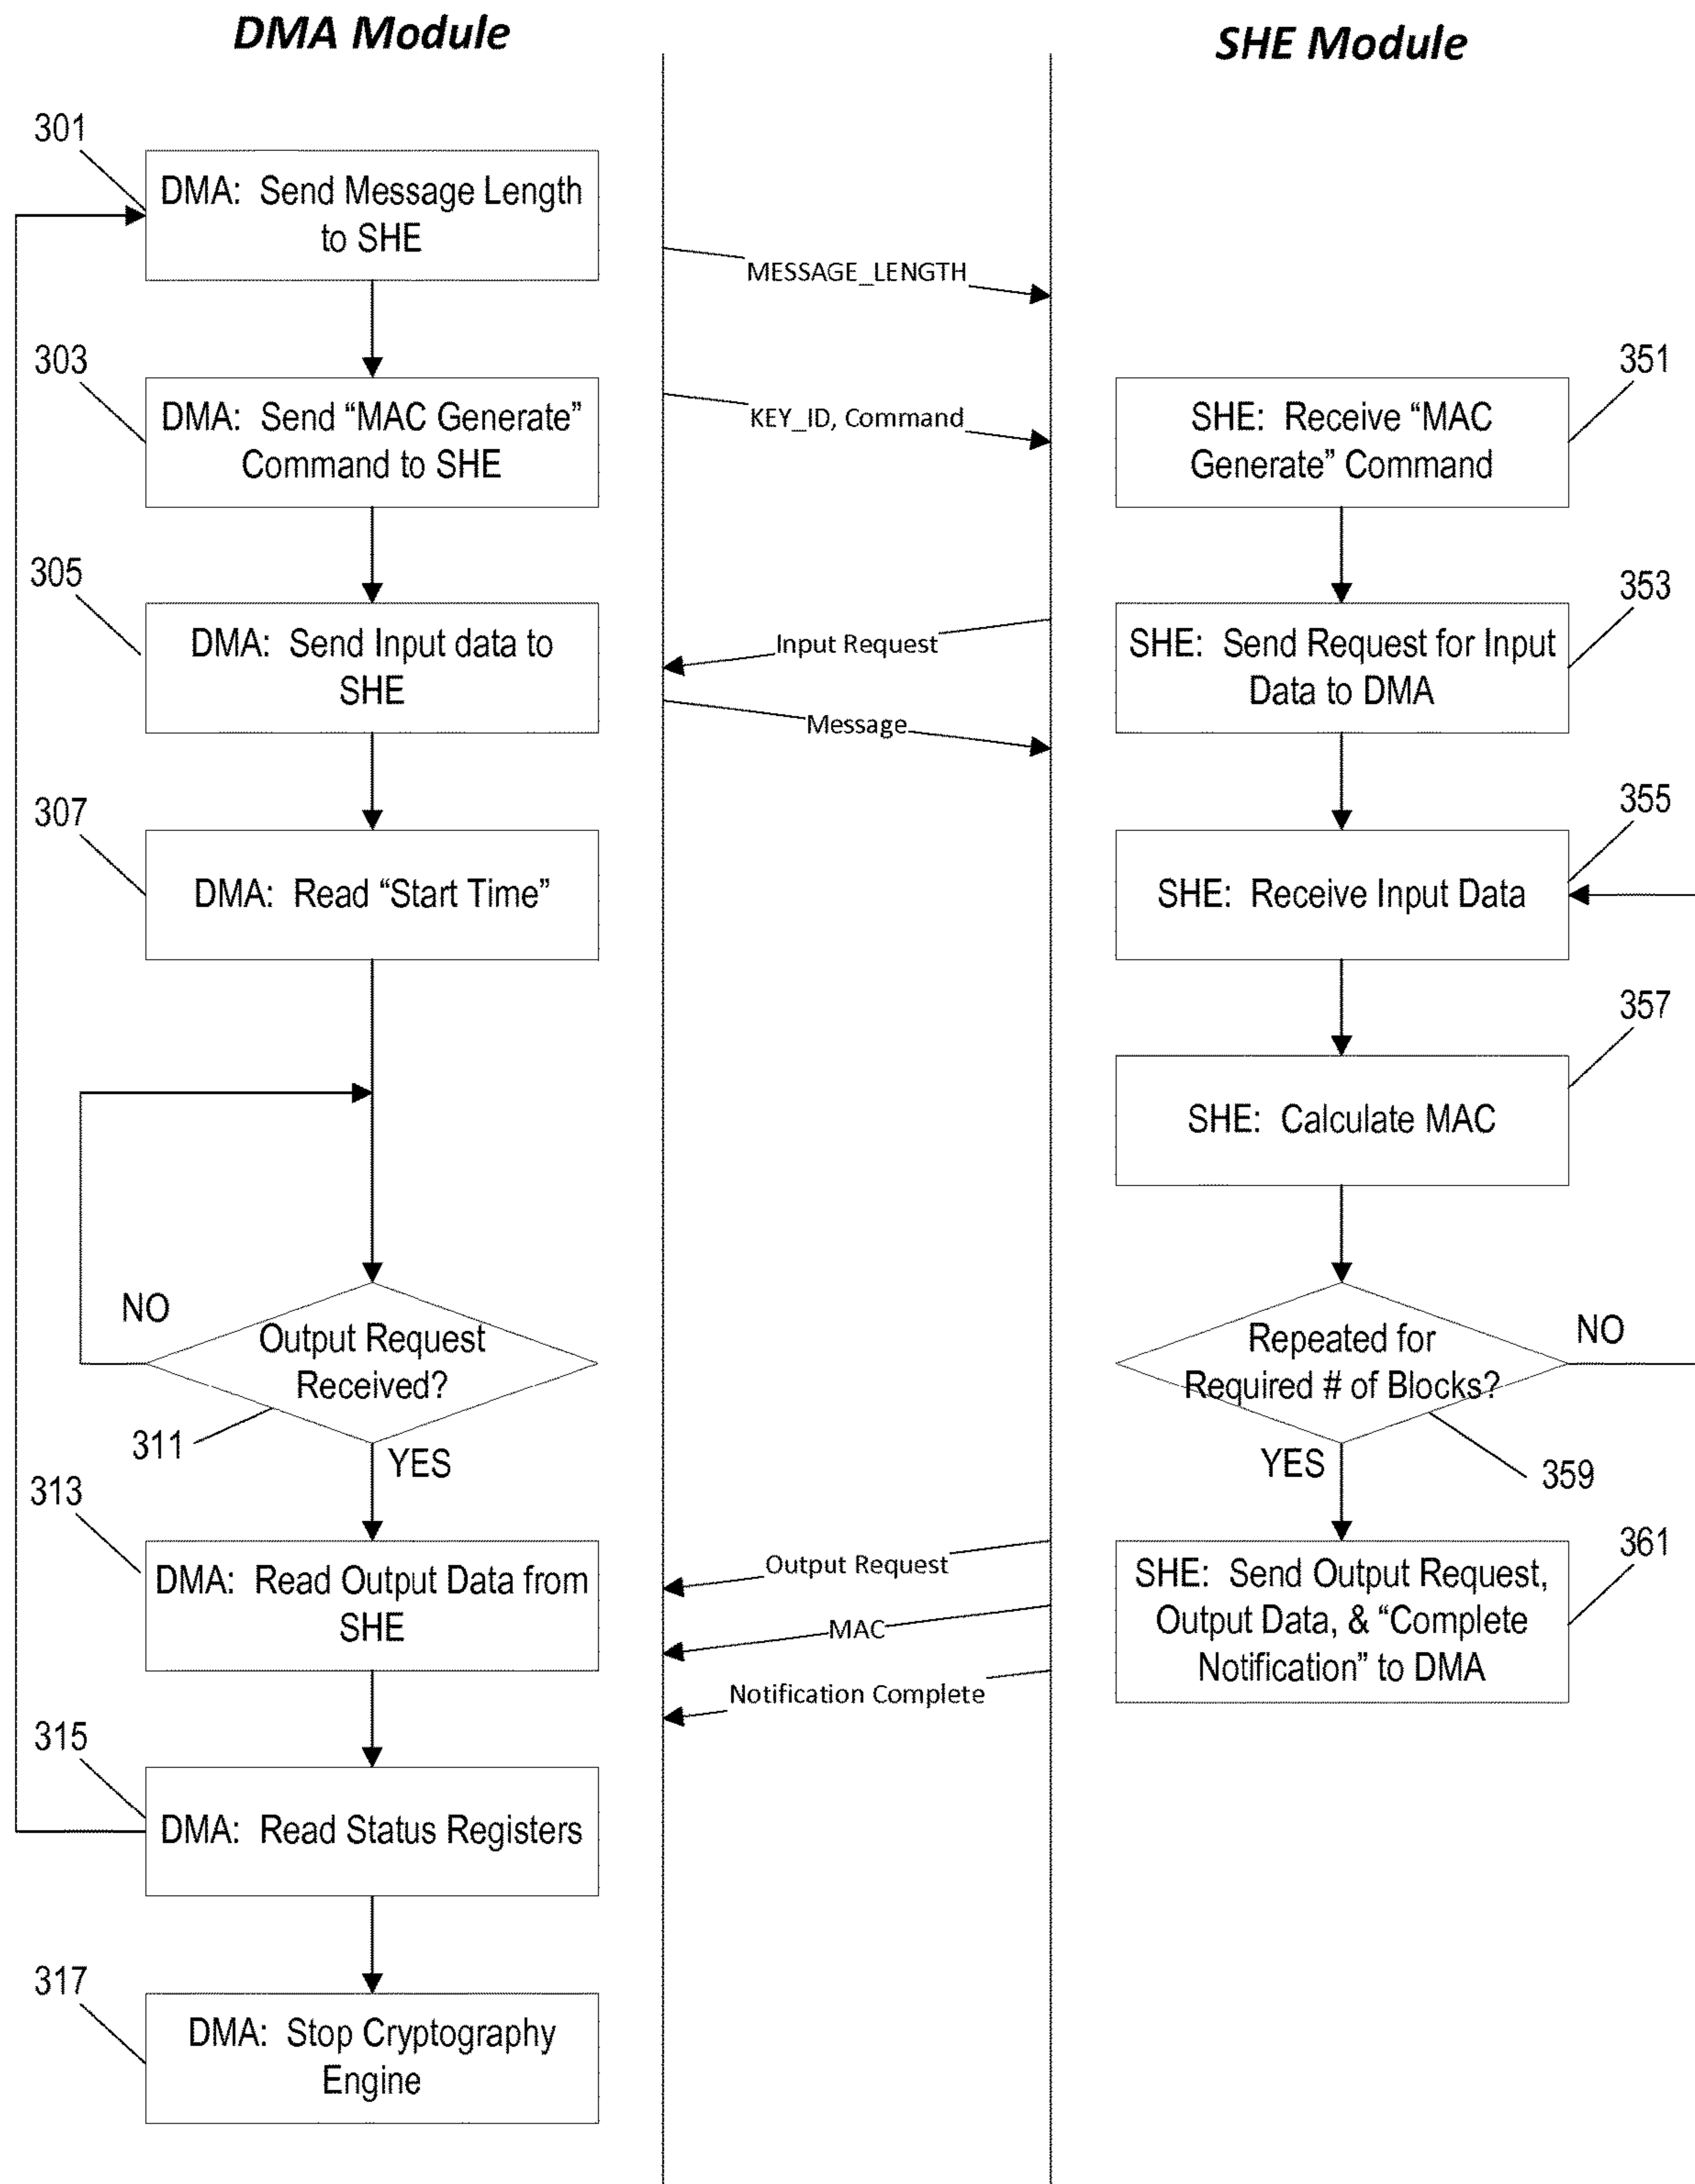 DMA Module
SHE Module
301
DMA: Send Message Length
to SHE
MESSAGE_LENGTH
303
DMA: Send “MAC Generate”
Command to SHE
KEY_ID, Command
351
SHE: Receive “MAC
Generate” Command
305
DMA: Send Input data to
SHE
Input Request
Message
353
SHE: Send Request for Input
Data to DMA
307
DMA: Read “Start Time”
355
SHE: Receive Input Data
357
SHE: Calculate MAC
NO
Output Request
Received?
311
YES
Repeated for
Required # of Blocks?
NO
YES
359
313
DMA: Read Output Data from
SHE
Output Request
MAC
Notification Complete
361
SHE: Send Output Request,
Output Data, & “Complete
Notification” to DMA
315
DMA: Read Status Registers
317
DMA: Stop Cryptography
Engine